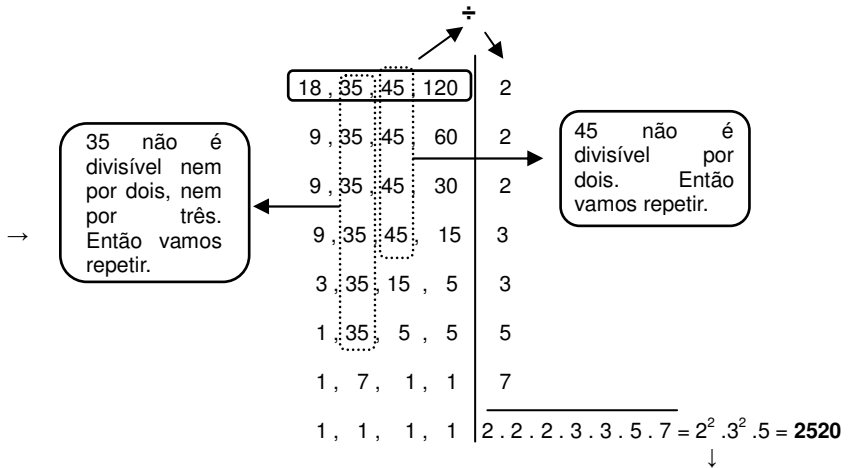 ÷
18 , 35 , 45 , 120 2
9 , 35 , 45 , 60 2
9 , 35 , 45 , 30 2
9 , 35 , 45 , 15 3
3 , 35 , 15 , 5 3
1 , 35 , 5 , 5 5
1 , 7 , 1 , 1 7
1 , 1 , 1 , 1 2 . 2 . 2 . 3 . 3 . 5 . 7 = 2² .3² .5 = 2520
↓
→
35 não é
divisível nem
por dois, nem
por três.
Então vamos
repetir.
45 não é
divisível por
dois. Então
vamos repetir.